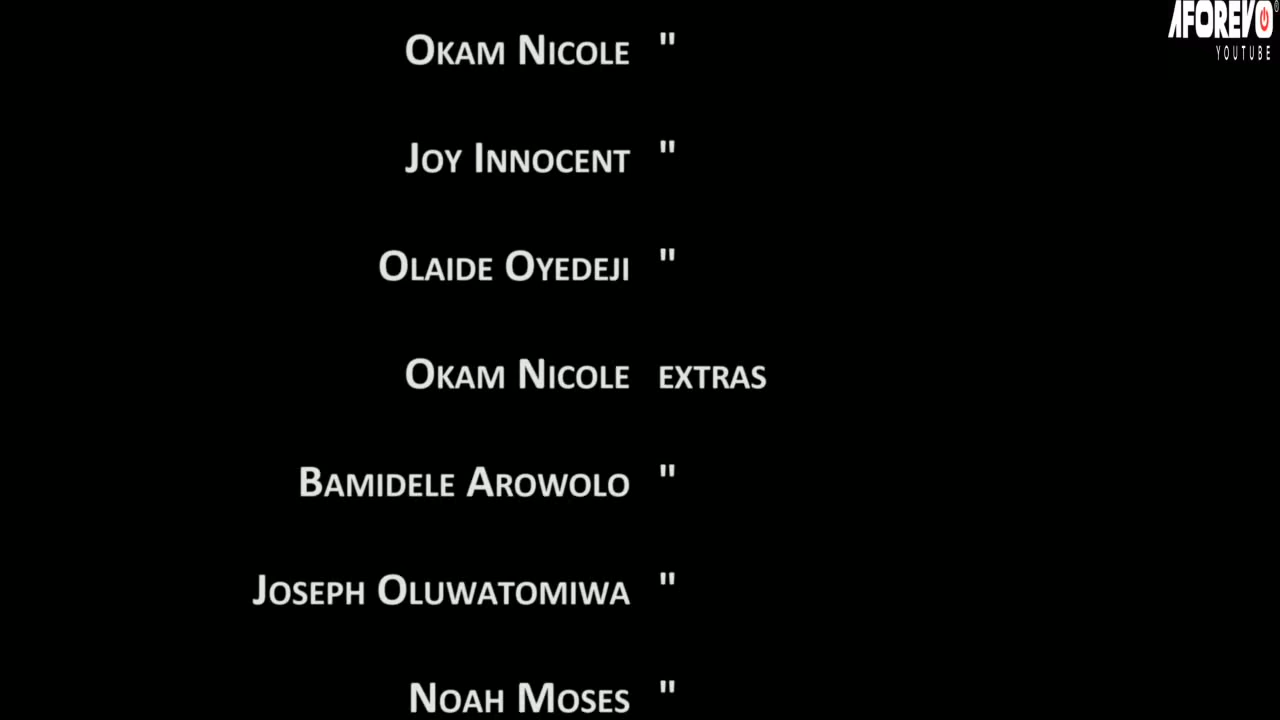 AFOREVO®
YOUTUBE
OKAM NICOLE "
JOY INNOCENT "
OLAIDE OYEDEJI "
OKAM NICOLE EXTRAS
BAMIDELE AROWOLO "
JOSEPH OLUWATOMIWA "
NOAH MOSES "